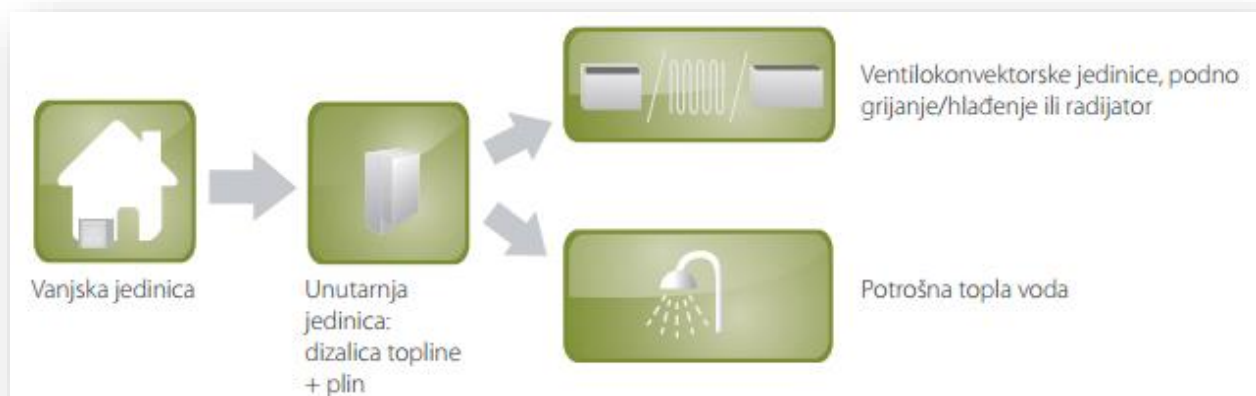 Ventilokonvektorske jedinice, podno
grijanje/hlađenje ili radijator
Vanjska jedinica
Unutarnja
jedinica:
dizalica topline
+ plin
Potrošna topla voda